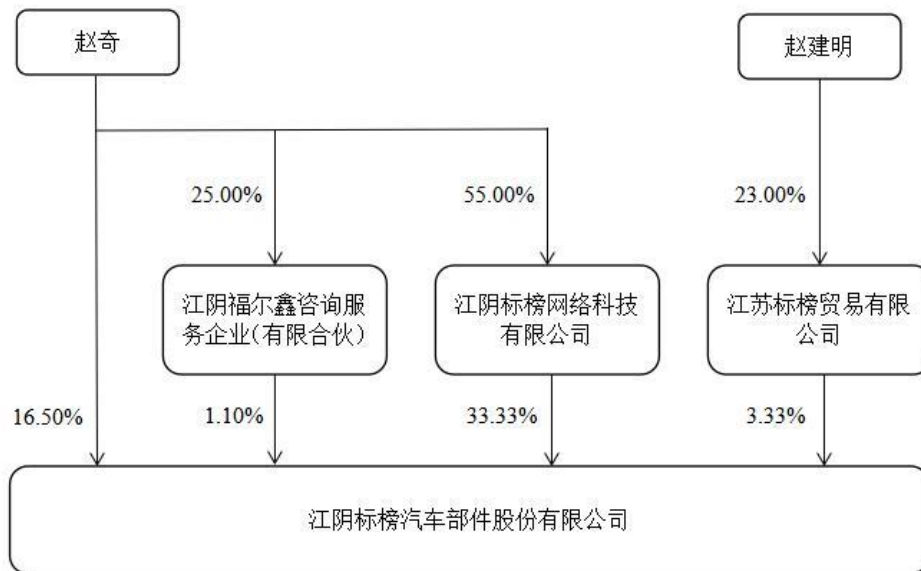 赵奇
赵建明
25.00%
55.00%
23.00%
江阴福尔鑫咨询服
务企业(有限合伙)
江阴标榜网络科技
有限公司
江苏标榜贸易有限
公司
16.50%
1.10%
33.33%
3.33%
江阴标榜汽车部件股份有限公司